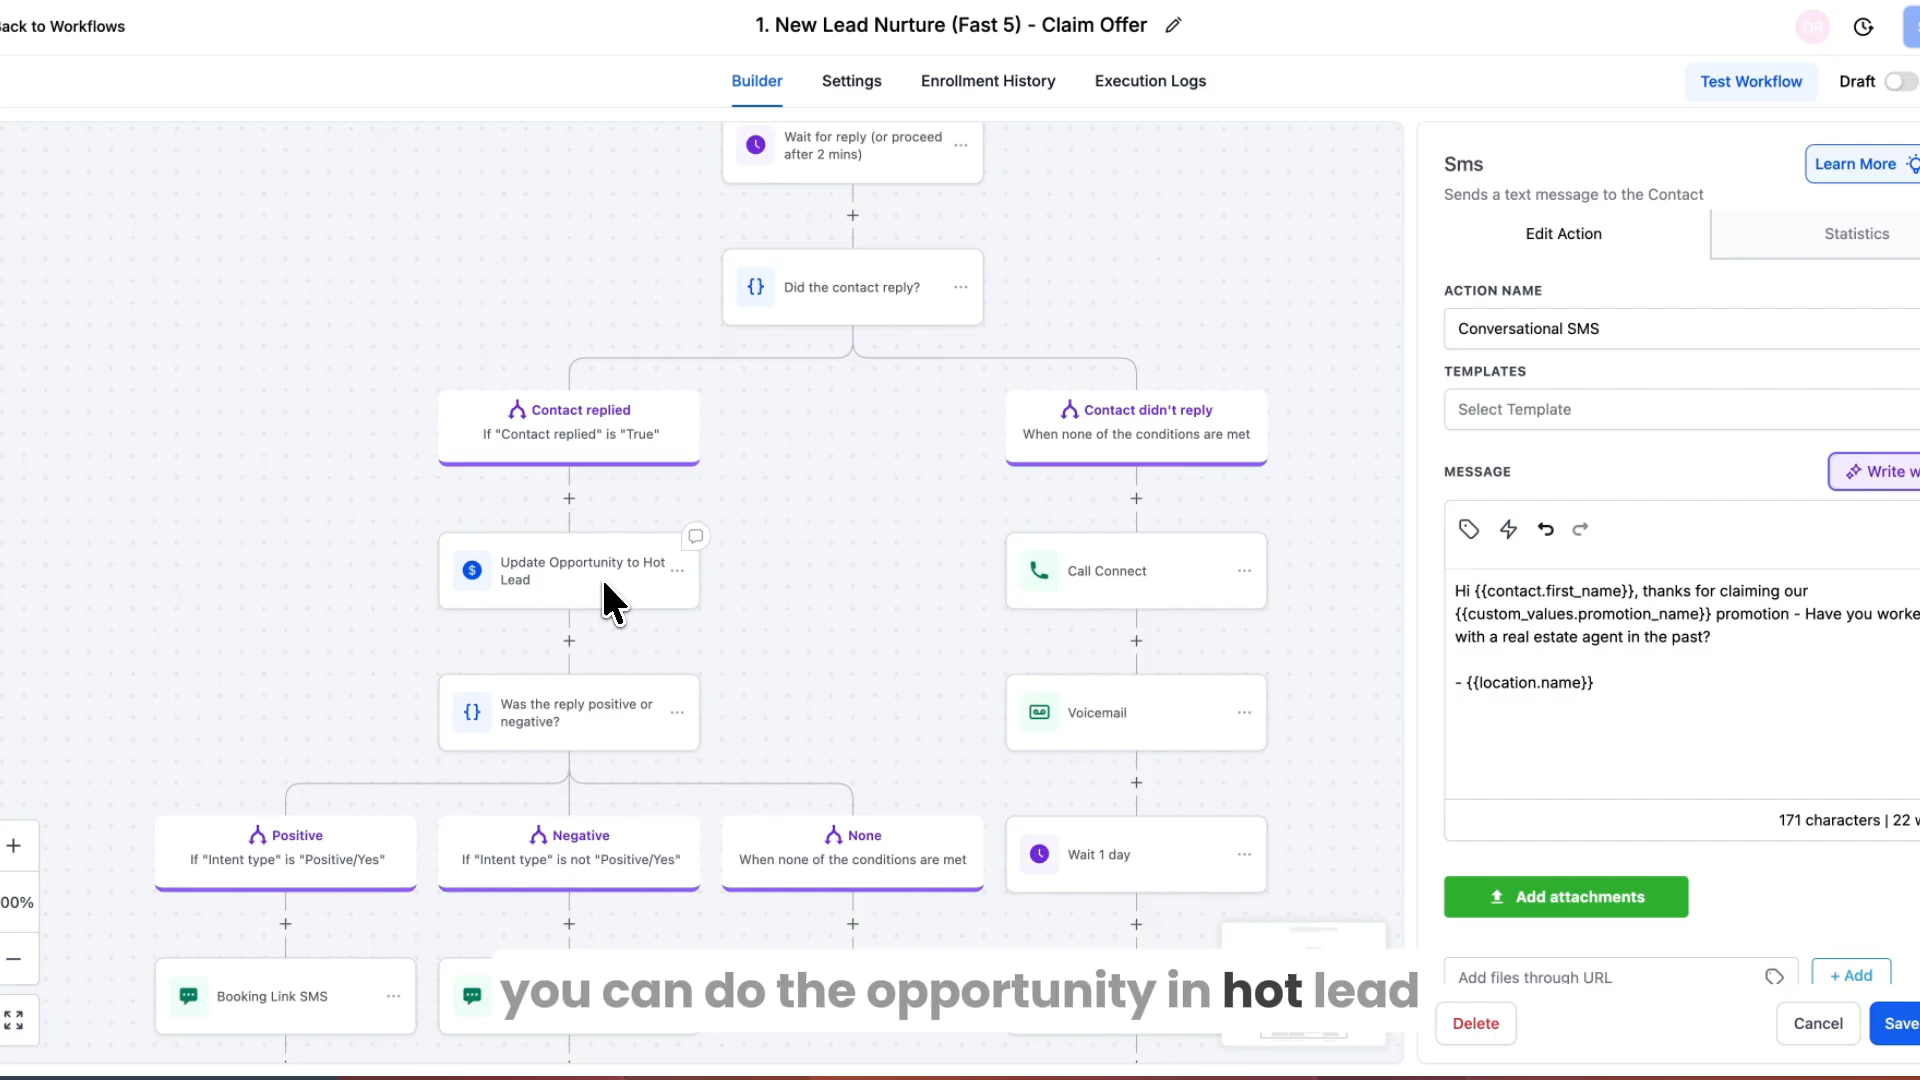 Back to Workflows
1. New Lead Nurture (Fast 5) - Claim Offer
DR
Builder
Settings
Enrollment History
Execution Logs
Test Workflow
Draft
Wait for reply (or proceed
after 2 mins)
Did the contact reply?
Contact replied
If "Contact replied" is "True"
Contact didn't reply
When none of the conditions are met
Update Opportunity to Hot
Lead
Call Connect
Was the reply positive or
negative?
Voicemail
Positive
If "Intent type" is "Positive/Yes"
Negative
If "Intent type" is not "Positive/Yes"
None
When none of the conditions are met
Wait 1 day
Booking Link SMS
00%
you can do the opportunity in hot lead
Sms
Learn More
Sends a text message to the Contact
Edit Action
Statistics
ACTION NAME
Conversational SMS
TEMPLATES
Select Template
MESSAGE
Write w
Hi {{contact.first_name}}, thanks for claiming our
{{custom_values.promotion_name}} promotion - Have you worke
with a real estate agent in the past?
- {{location.name}}
171 characters | 22 w
Add attachments
Add files through URL
+ Add
Delete
Cancel
Save